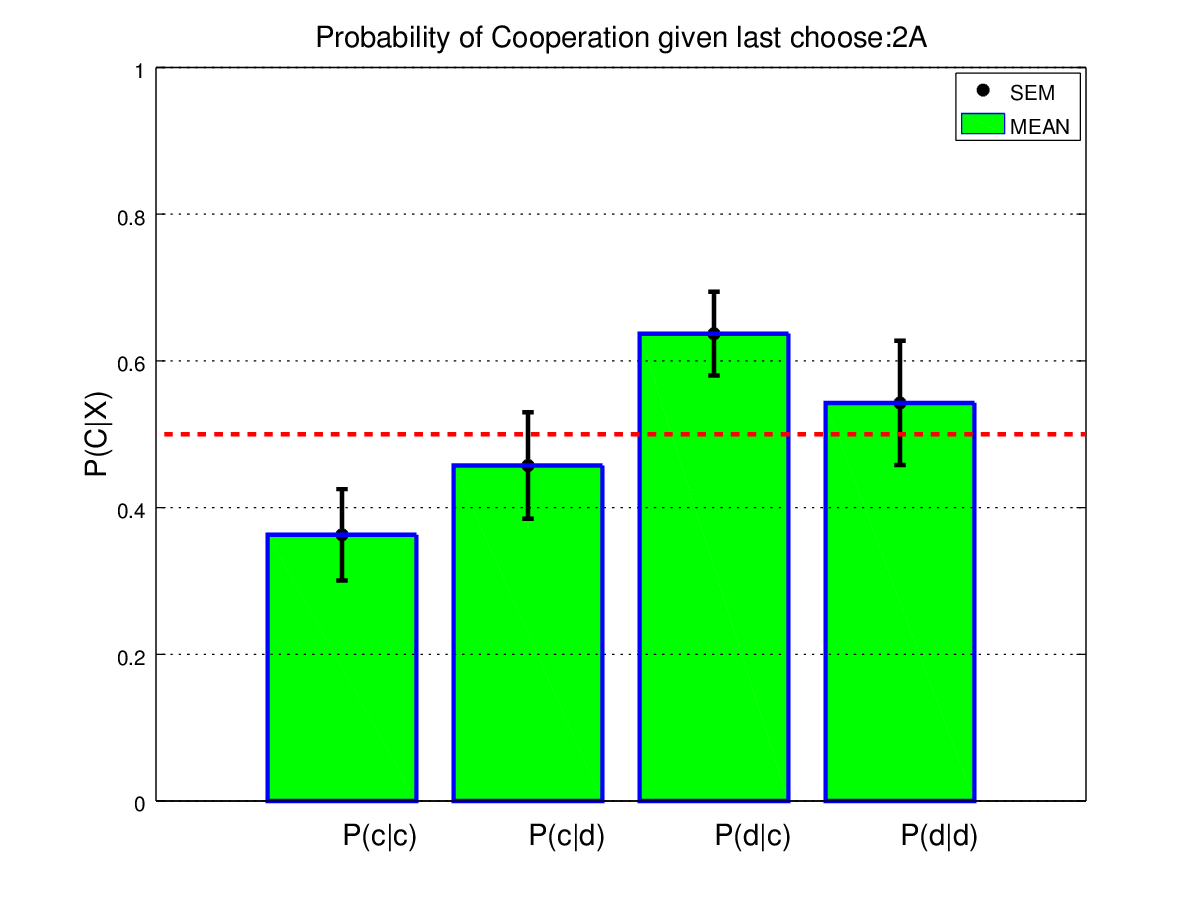 Probability of Cooperation given last choose:2A
SEM
MEAN
1
0.8
0.6
0.4
0.2
0
P(C|X)
P(c|c)
P(c|d)
P(d|c)
P(d|d)